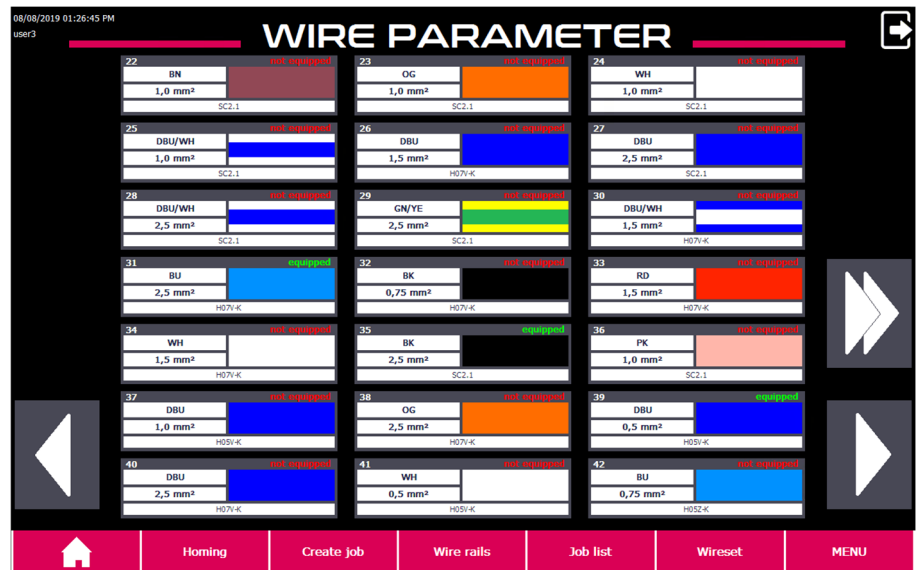 08/08/2019 01:26:45 PM
user3
WIRE PARAMETER
22 not equipped
BN
1,0 mm²
SC2.1
23 not equipped
OG
1,0 mm²
SC2.1
24 not equipped
WH
1,0 mm²
SC2.1
25 not equipped
DBU/WH
1,0 mm²
SC2.1
26 not equipped
DBU
1,5 mm²
H07V-K
27 not equipped
DBU
2,5 mm²
SC2.1
28 not equipped
DBU/WH
2,5 mm²
SC2.1
29 not equipped
GN/YE
2,5 mm²
SC2.1
30 not equipped
DBU/WH
1,5 mm²
H07V-K
31 equipped
BU
2,5 mm²
H07V-K
32 not equipped
BK
0,75 mm²
H07V-K
33 not equipped
RD
1,5 mm²
H07V-K
34 not equipped
WH
1,5 mm²
H07V-K
35 equipped
BK
2,5 mm²
SC2.1
36 not equipped
PK
1,0 mm²
SC2.1
37 not equipped
DBU
1,0 mm²
H05V-K
38 not equipped
OG
2,5 mm²
H07V-K
39 equipped
DBU
0,5 mm²
H05V-K
40 not equipped
DBU
2,5 mm²
H07V-K
41 not equipped
WH
0,5 mm²
H05V-K
42 not equipped
BU
0,75 mm²
H05Z-K
Homing
Create job
Wire rails
Job list
Wireset
MENU